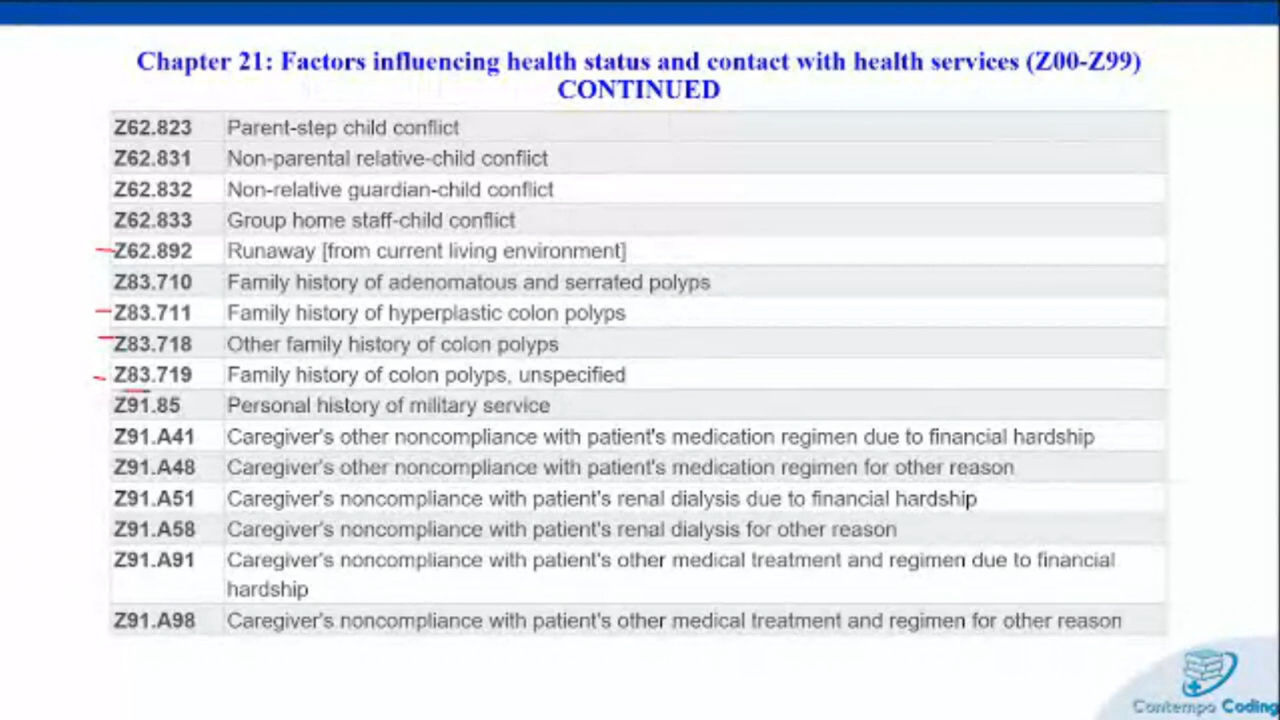 Chapter 21: Factors influencing health status and contact with health services (Z00-Z99)
CONTINUED
Z62.823 Parent-step child conflict
Z62.831 Non-parental relative-child conflict
Z62.832 Non-relative guardian-child conflict
Z62.833 Group home staff-child conflict
Z62.892 Runaway [from current living environment]
Z83.710 Family history of adenomatous and serrated polyps
Z83.711 Family history of hyperplastic colon polyps
Z83.718 Other family history of colon polyps
Z83.719 Family history of colon polyps, unspecified
Z91.85 Personal history of military service
Z91.A41 Caregiver's other noncompliance with patient's medication regimen due to financial hardship
Z91.A48 Caregiver's other noncompliance with patient's medication regimen for other reason
Z91.A51 Caregiver's noncompliance with patient's renal dialysis due to financial hardship
Z91.A58 Caregiver's noncompliance with patient's renal dialysis for other reason
Z91.A91 Caregiver's noncompliance with patient's other medical treatment and regimen due to financial
hardship
Z91.A98 Caregiver's noncompliance with patient's other medical treatment and regimen for other reason
Contempo Coding